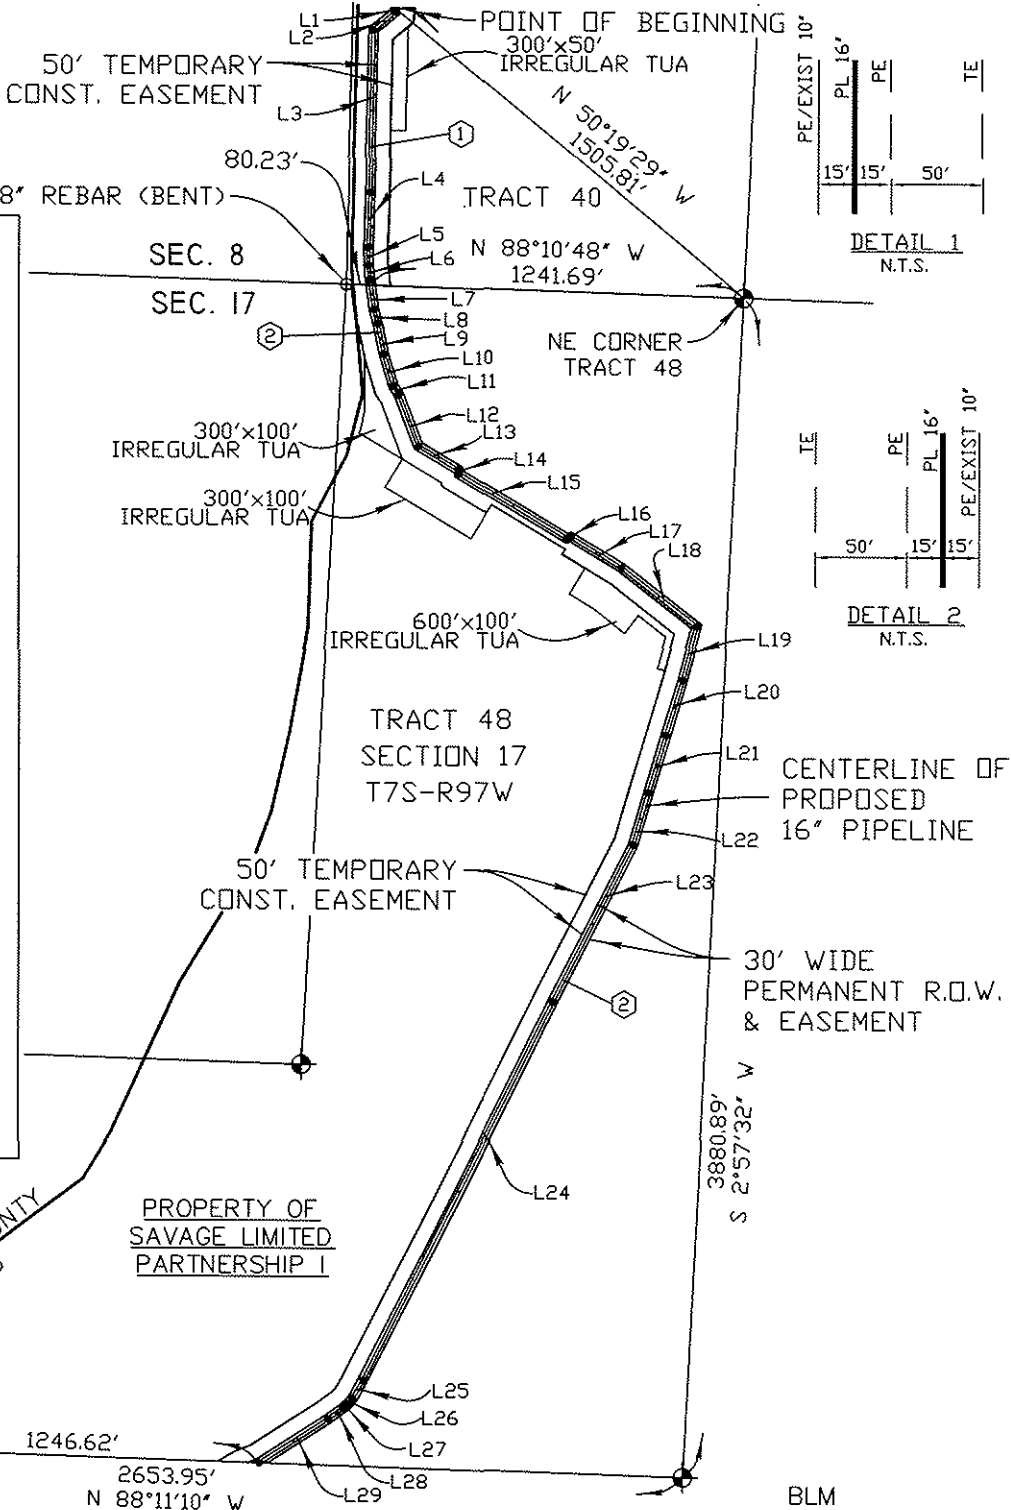 L1
L2
POINT OF BEGINNING
300'x50'
IRREGULAR TUA
50' TEMPORARY
CONST. EASEMENT
L3
1
N 50°19'29" W
1505.81'
80.23'
8" REBAR (BENT)
L4
TRACT 40
L5
L6
N 88°10'48" W
1241.69'
SEC. 8
SEC. 17
L7
L8
2
L9
L10
L11
NE CORNER
TRACT 48
PE/EXIST 10"
PL 16"
PE
TE
15' 15' 50'
DETAIL 1
N.T.S.
L12
L13
300'x100'
IRREGULAR TUA
L14
L15
300'x100'
IRREGULAR TUA
L16
L17
L18
TE
PE
PL 16"
PE/EXIST 10"
50' 15' 15'
DETAIL 2
N.T.S.
600'x100'
IRREGULAR TUA
L19
L20
TRACT 48
SECTION 17
T7S-R97W
L21
CENTERLINE OF
PROPOSED
16" PIPELINE
L22
50' TEMPORARY
CONST. EASEMENT
L23
30' WIDE
PERMANENT R.O.W.
& EASEMENT
2
3880.89'
S 2°57'32" W
L24
PROPERTY OF
SAVAGE LIMITED
PARTNERSHIP I
L25
L26
L27
L28
L29
1246.62'
2653.95'
N 88°11'10" W
BLM